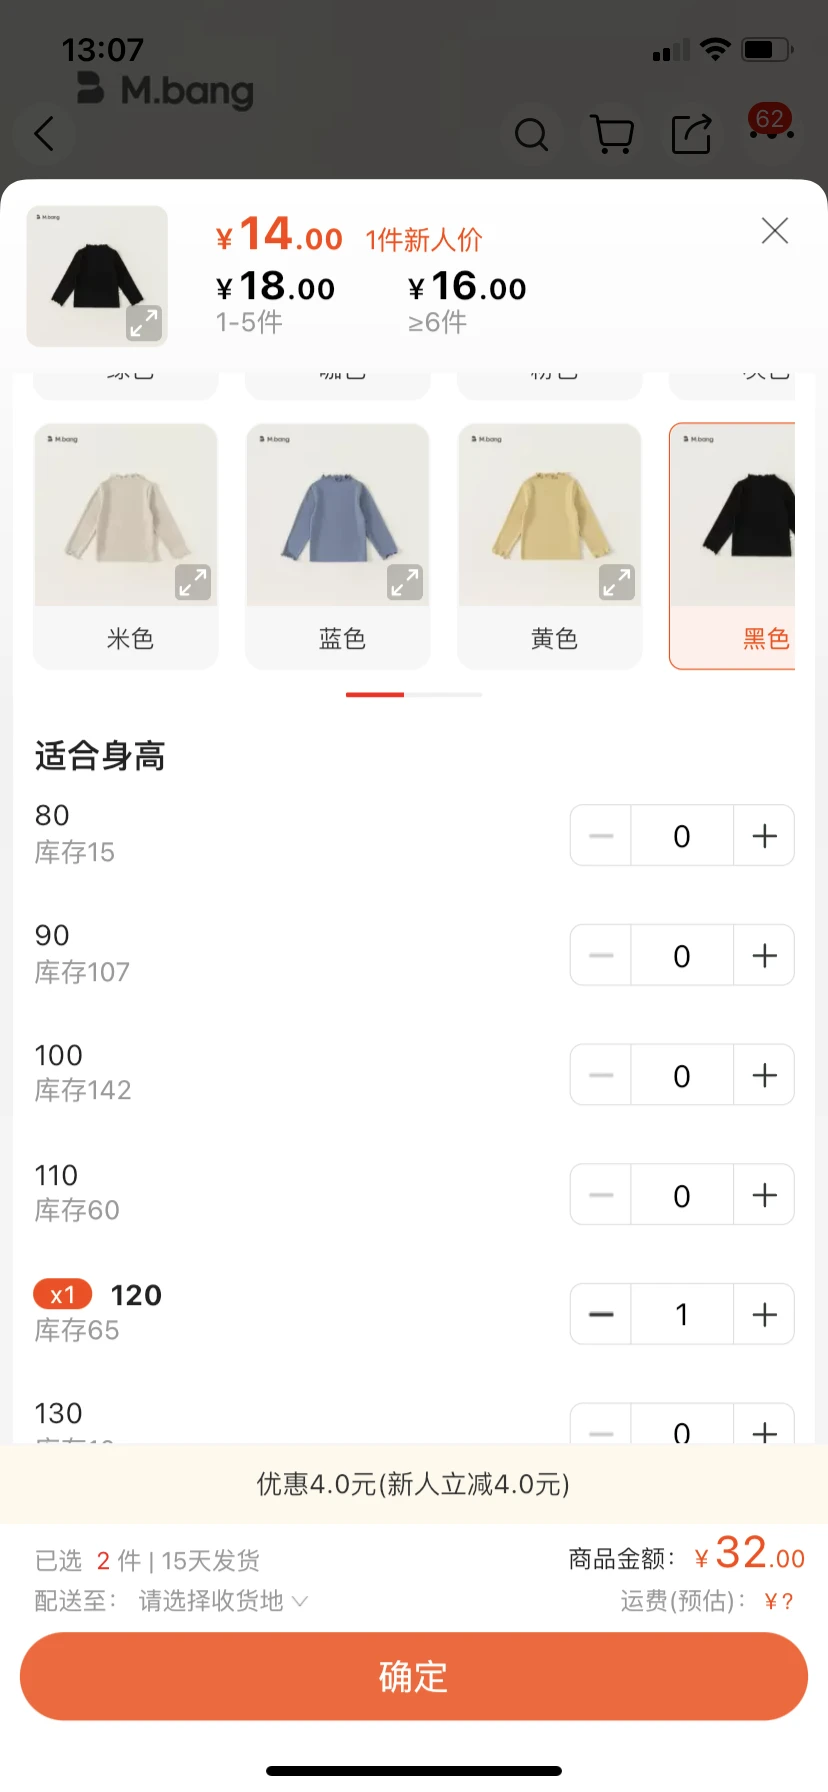 13:07
M.bang
62
M.bang
¥14.00 1件新人价
¥18.00 ¥16.00
1-5件 ≥6件
M.bang M.bang M.bang M.bang
米色 蓝色 黄色 黑色
适合身高
80
库存15
0
90
库存107
0
100
库存142
0
110
库存60
0
x1 120
库存65
1
130
0
优惠4.0元(新人立减4.0元)
已选 2 件 | 15天发货 商品金额: ¥32.00
配送至: 请选择收货地 运费(预估): ¥?
确定